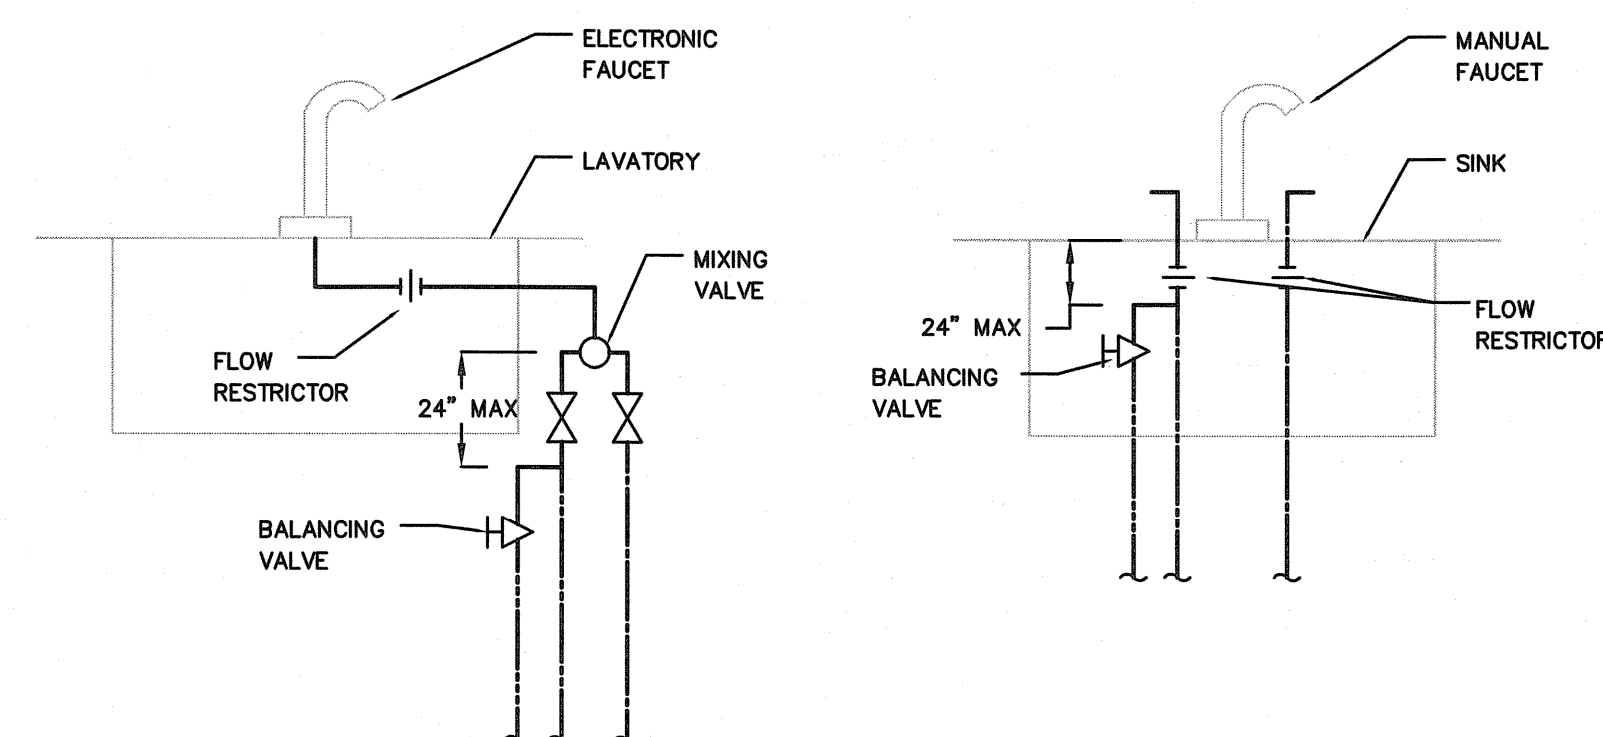 ELECTRONIC
FAUCET
LAVATORY
MIXING
VALVE
FLOW
RESTRICTOR
24" MAX
BALANCING
VALVE
MANUAL
FAUCET
SINK
24" MAX
FLOW
RESTRICTOR
BALANCING
VALVE